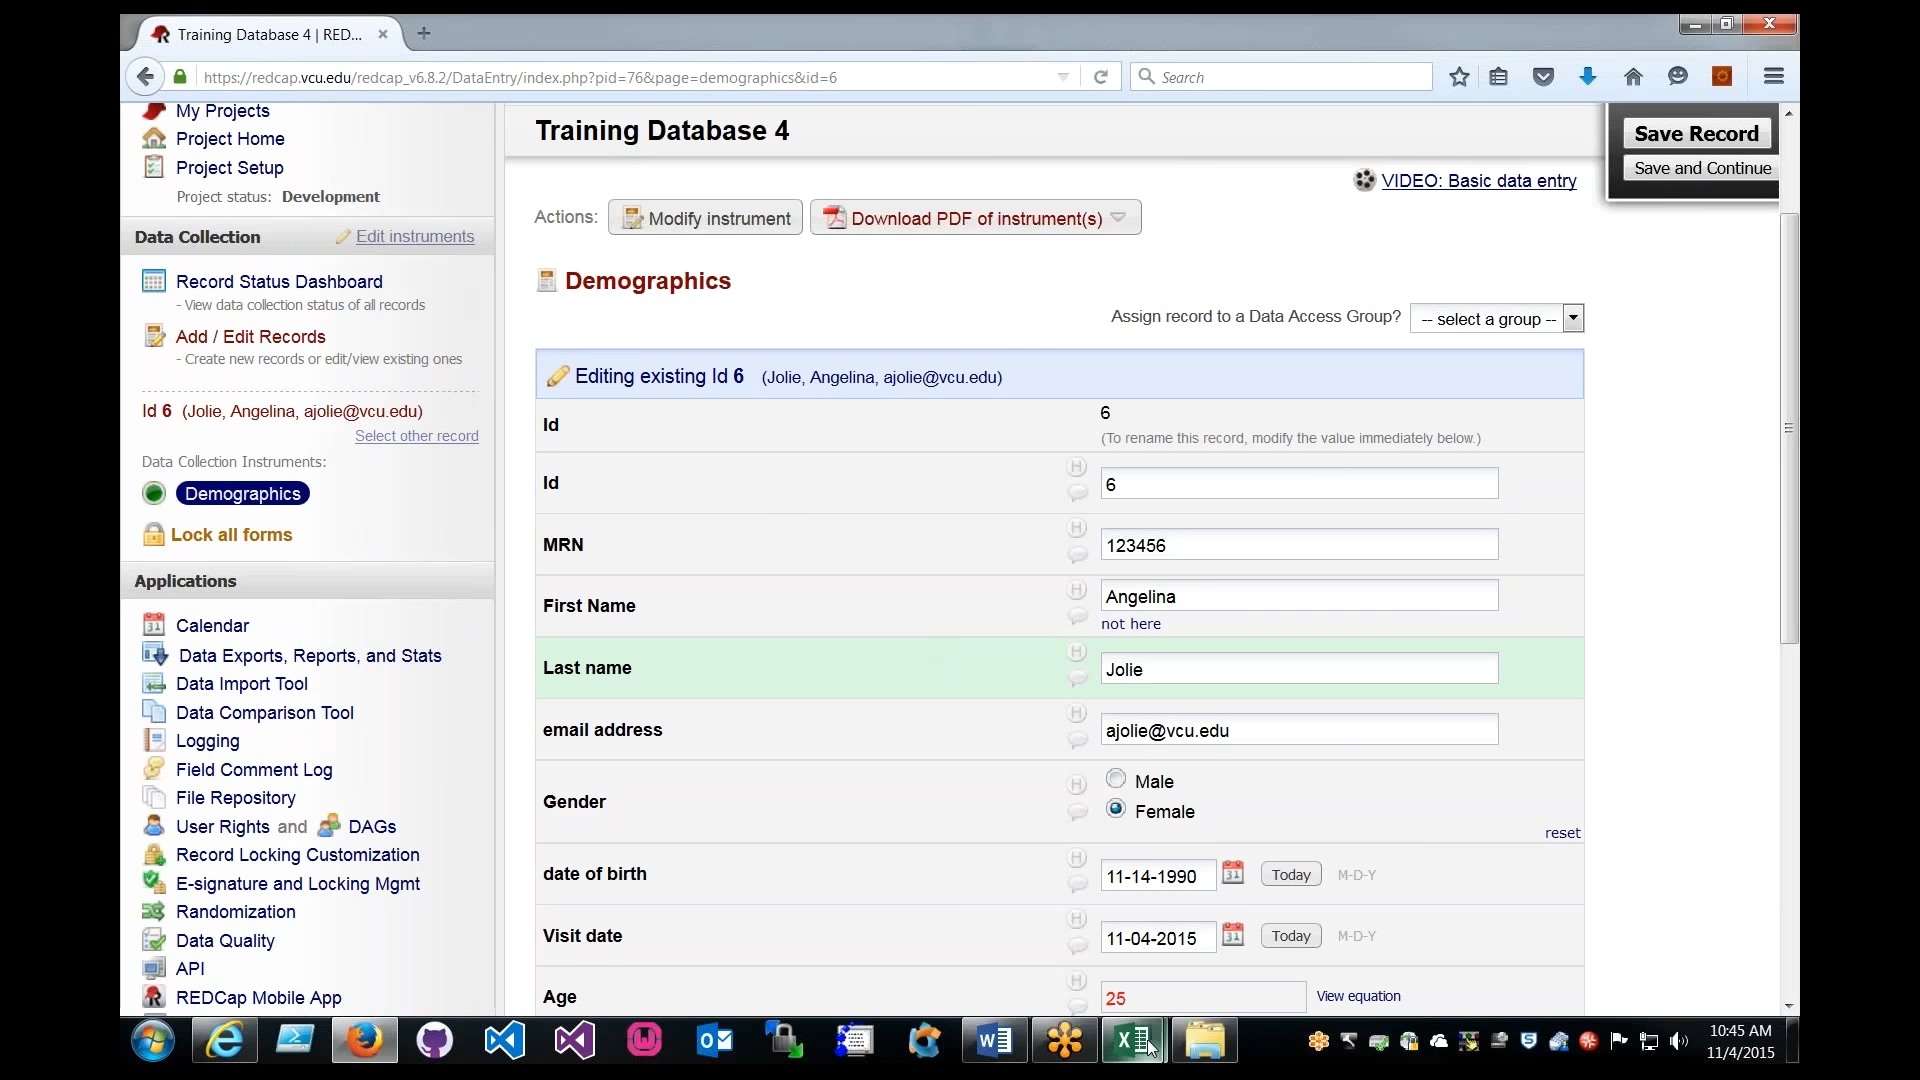 Training Database 4 | RED...
https://redcap.vcu.edu/redcap_v6.8.2/DataEntry/index.php?pid=76&page=demographics&id=6
Search
My Projects
Project Home
Project Setup
Project status: Development
Data Collection
Edit instruments
Record Status Dashboard
- View data collection status of all records
Add / Edit Records
- Create new records or edit/view existing ones
Id 6 (Jolie, Angelina, ajolie@vcu.edu)
Select other record
Data Collection Instruments:
Demographics
Lock all forms
Applications
Calendar
Data Exports, Reports, and Stats
Data Import Tool
Data Comparison Tool
Logging
Field Comment Log
File Repository
User Rights and DAGs
Record Locking Customization
E-signature and Locking Mgmt
Randomization
Data Quality
API
REDCap Mobile App
Training Database 4
Save Record
Save and Continue
VIDEO: Basic data entry
Actions: Modify instrument Download PDF of instrument(s)
Demographics
Assign record to a Data Access Group? -- select a group --
Editing existing Id 6 (Jolie, Angelina, ajolie@vcu.edu)
Id 6
(To rename this record, modify the value immediately below.)
Id H 6
MRN H 123456
First Name H Angelina
not here
Last name H Jolie
email address H ajolie@vcu.edu
Gender H Male
Female
reset
date of birth H 11-14-1990 31 Today M-D-Y
Visit date H 11-04-2015 31 Today M-D-Y
Age H 25 View equation
10:45 AM
11/4/2015